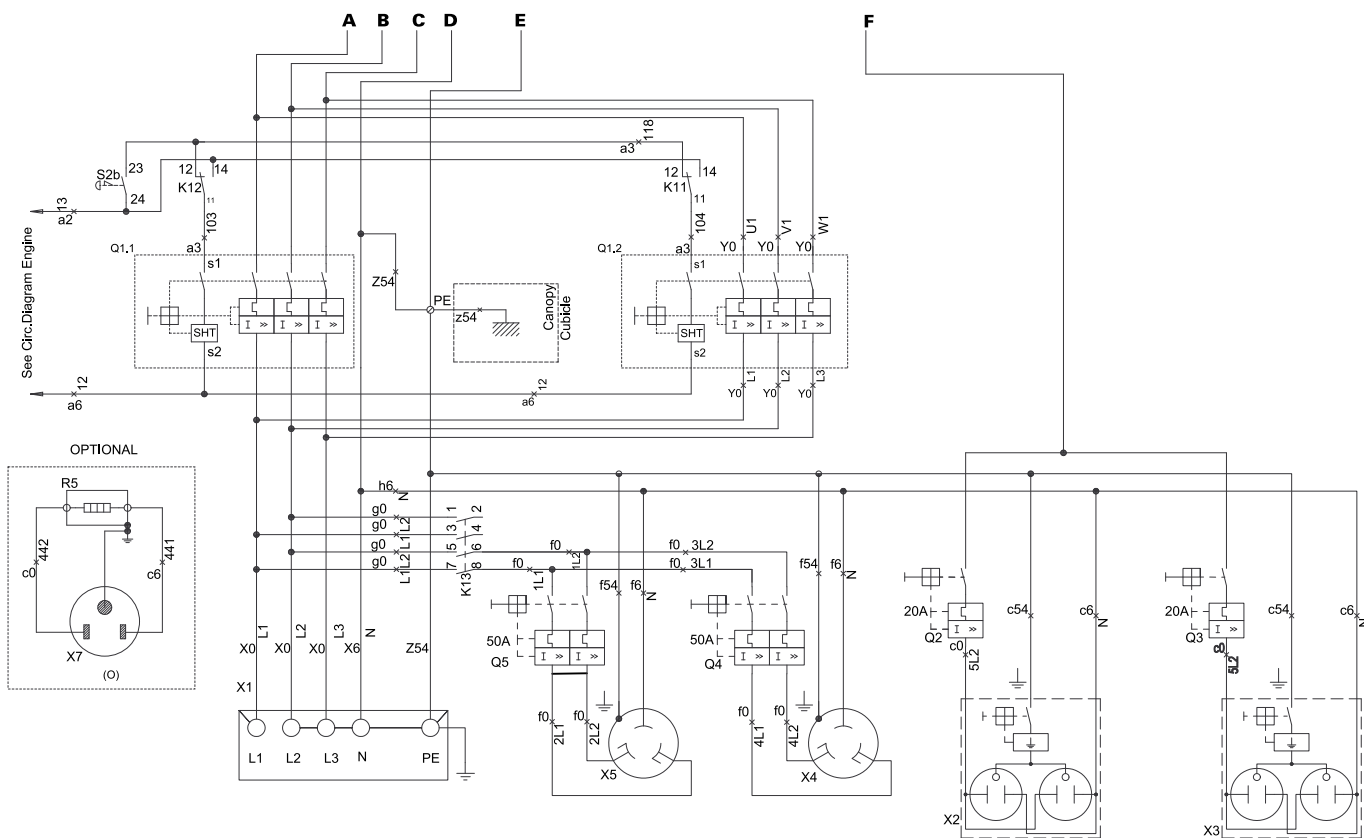 A B C D E F
118
a3
S2b 23 12 14 12 14
K12 K11
24 11 11
13
a2
103 104 U1 V1 W1
a3 a3 Y0 Y0 Y0
Q1.1 Q1.2
s1 s1
See Circ.Diagram Engine
Z54 PE z54
Canopy
Cubicle
I >> I >> I >> I >> I >> I >>
SHT SHT
s2 s2
L1 L2 L3
Y0 Y0 Y0
12 12
a6 a6
OPTIONAL
R5
442 441
c0 c6
X7
(O)
h6 N
g0 L2 1 2
g0 L1 3 4
g0 L2 5 6 f0 1L2 f0 3L2
g0 L1 7 8 f0 1L1 f0 3L1
K13
f54 f6 N f54 f6 N
50A 50A
I >> I >> I >> I >>
Q5 Q4
20A c54 c6 N 20A c54 c6 N
I >> I >>
Q2 Q3
c0 c0
5L2 5L2
L1 L2 L3 N
X0 X0 X0 X6 Z54
X1
f0 f0 f0 f0
2L1 2L2 4L1 4L2
L1 L2 L3 N PE
X5 X4
X2 X3